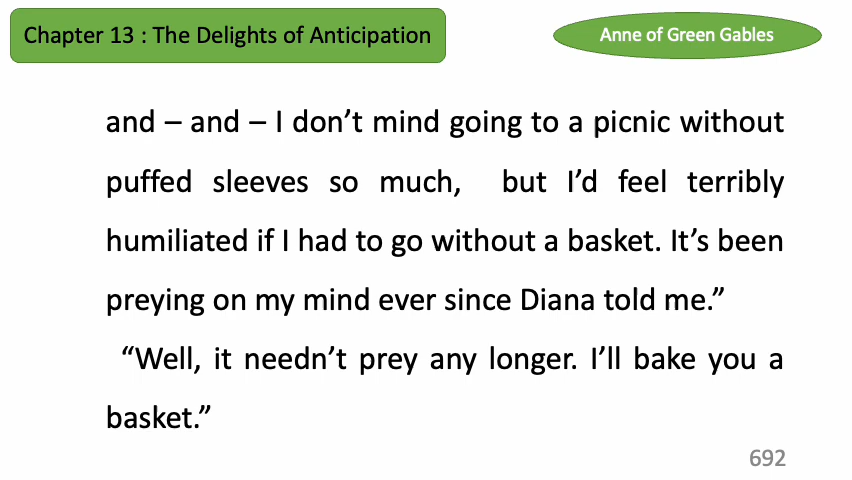 Chapter 13 : The Delights of Anticipation
Anne of Green Gables
and – and – I don’t mind going to a picnic without
puffed sleeves so much, but I’d feel terribly
humiliated if I had to go without a basket. It’s been
preying on my mind ever since Diana told me.”
“Well, it needn’t prey any longer. I’ll bake you a
basket.”
692